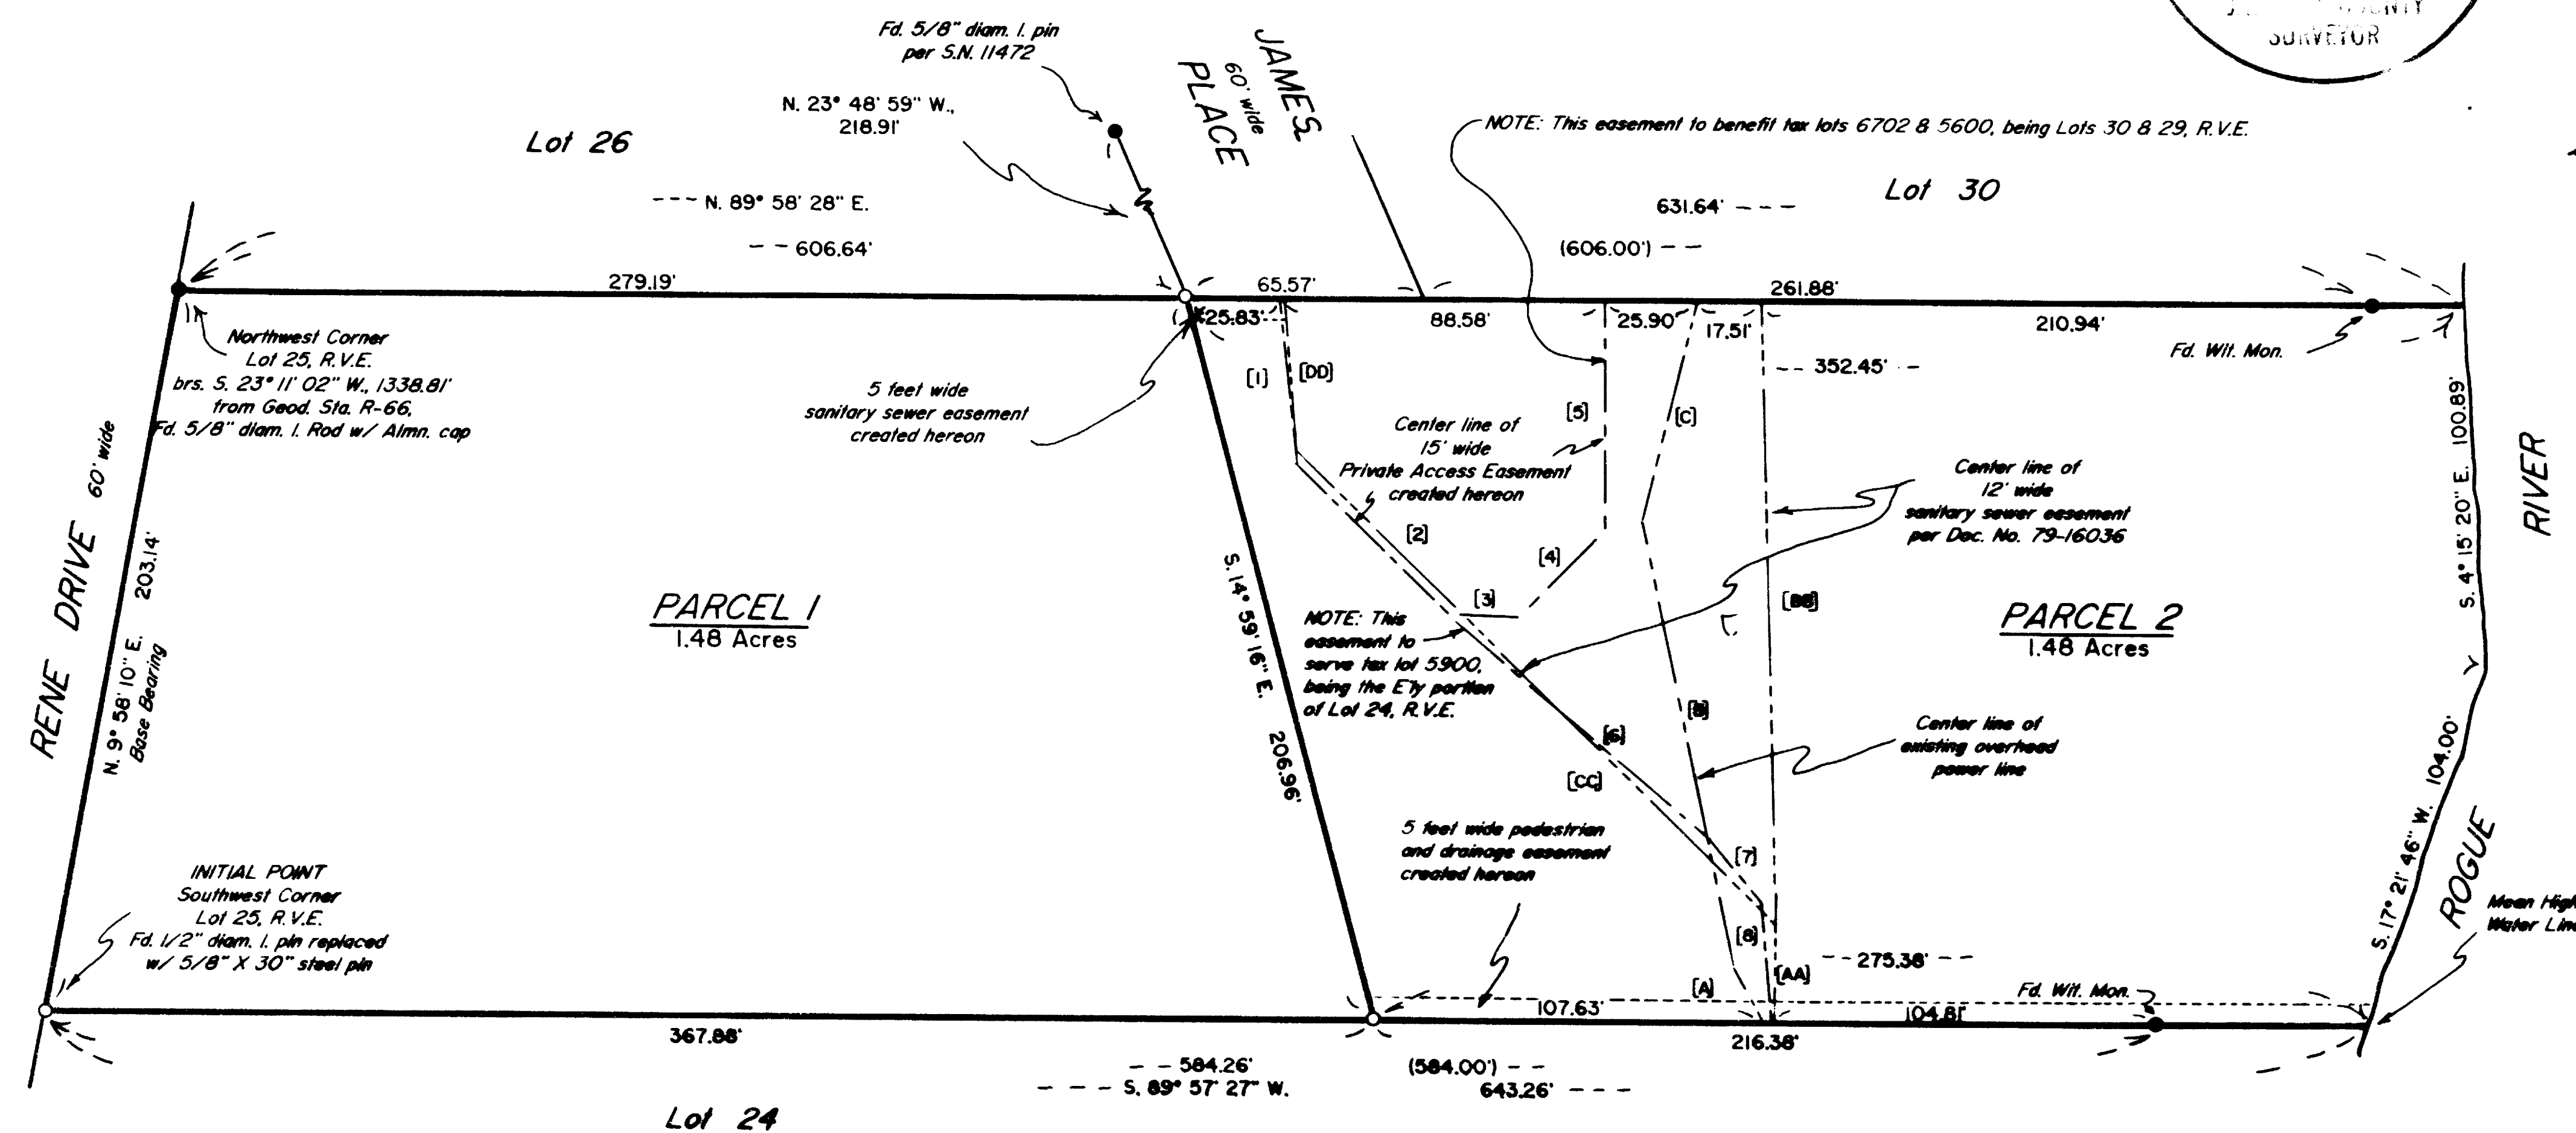 SURVEYOR
Fd. 5/8" diam. I. pin
per S.N. 11472
JAMES
60' wide
PLACE
N. 23° 48' 59" W.,
218.91'
NOTE: This easement to benefit tax lots 6702 & 5600, being Lots 30 & 29, R.V.E.
Lot 26
Lot 30
--- N. 89° 58' 28" E.
631.64' ---
-- 606.64'
(606.00') --
279.19'
65.57'
261.88'
25.83'
88.58'
25.90'
17.51'
210.94'
Northwest Corner
Lot 25, R.V.E.
brs. S. 23° 11' 02" W., 1338.81'
from Geod. Sta. R-66,
Fd. 5/8" diam. I. Rod w/ Almn. cap
Fd. Wit. Mon.
-- 352.45' --
[1]
[DD]
5 feet wide
sanitary sewer easement
created hereon
[5]
[C]
Center line of
15' wide
Private Access Easement
created hereon
S. 4° 15' 20" E. 100.89'
RIVER
Center line of
12' wide
sanitary sewer easement
per Doc. No. 79-16036
RENE DRIVE 60' wide
N. 9° 58' 10" E. 203.14'
Base Bearing
[2]
[4]
[3]
[BB]
PARCEL 1
1.48 Acres
S. 14° 59' 16" E. 206.96'
NOTE: This
easement to
serve tax lot 5900,
being the E'ly portion
of Lot 24, R.V.E.
PARCEL 2
1.48 Acres
[B]
[6]
[CC]
Center line of
existing overhead
power line
S. 17° 21' 46" W. 104.00'
ROGUE
5 feet wide pedestrian
and drainage easement
created hereon
[7]
INITIAL POINT
Southwest Corner
Lot 25, R.V.E.
Fd. 1/2" diam. I. pin replaced
w/ 5/8" X 30" steel pin
[8]
Mean High
Water Line
-- 275.38' --
[A]
[AA]
Fd. Wit. Mon.
107.63'
104.81'
367.88'
216.38'
-- 584.26'
(584.00') --
--- S. 89° 57' 27" W.
643.26' ---
Lot 24